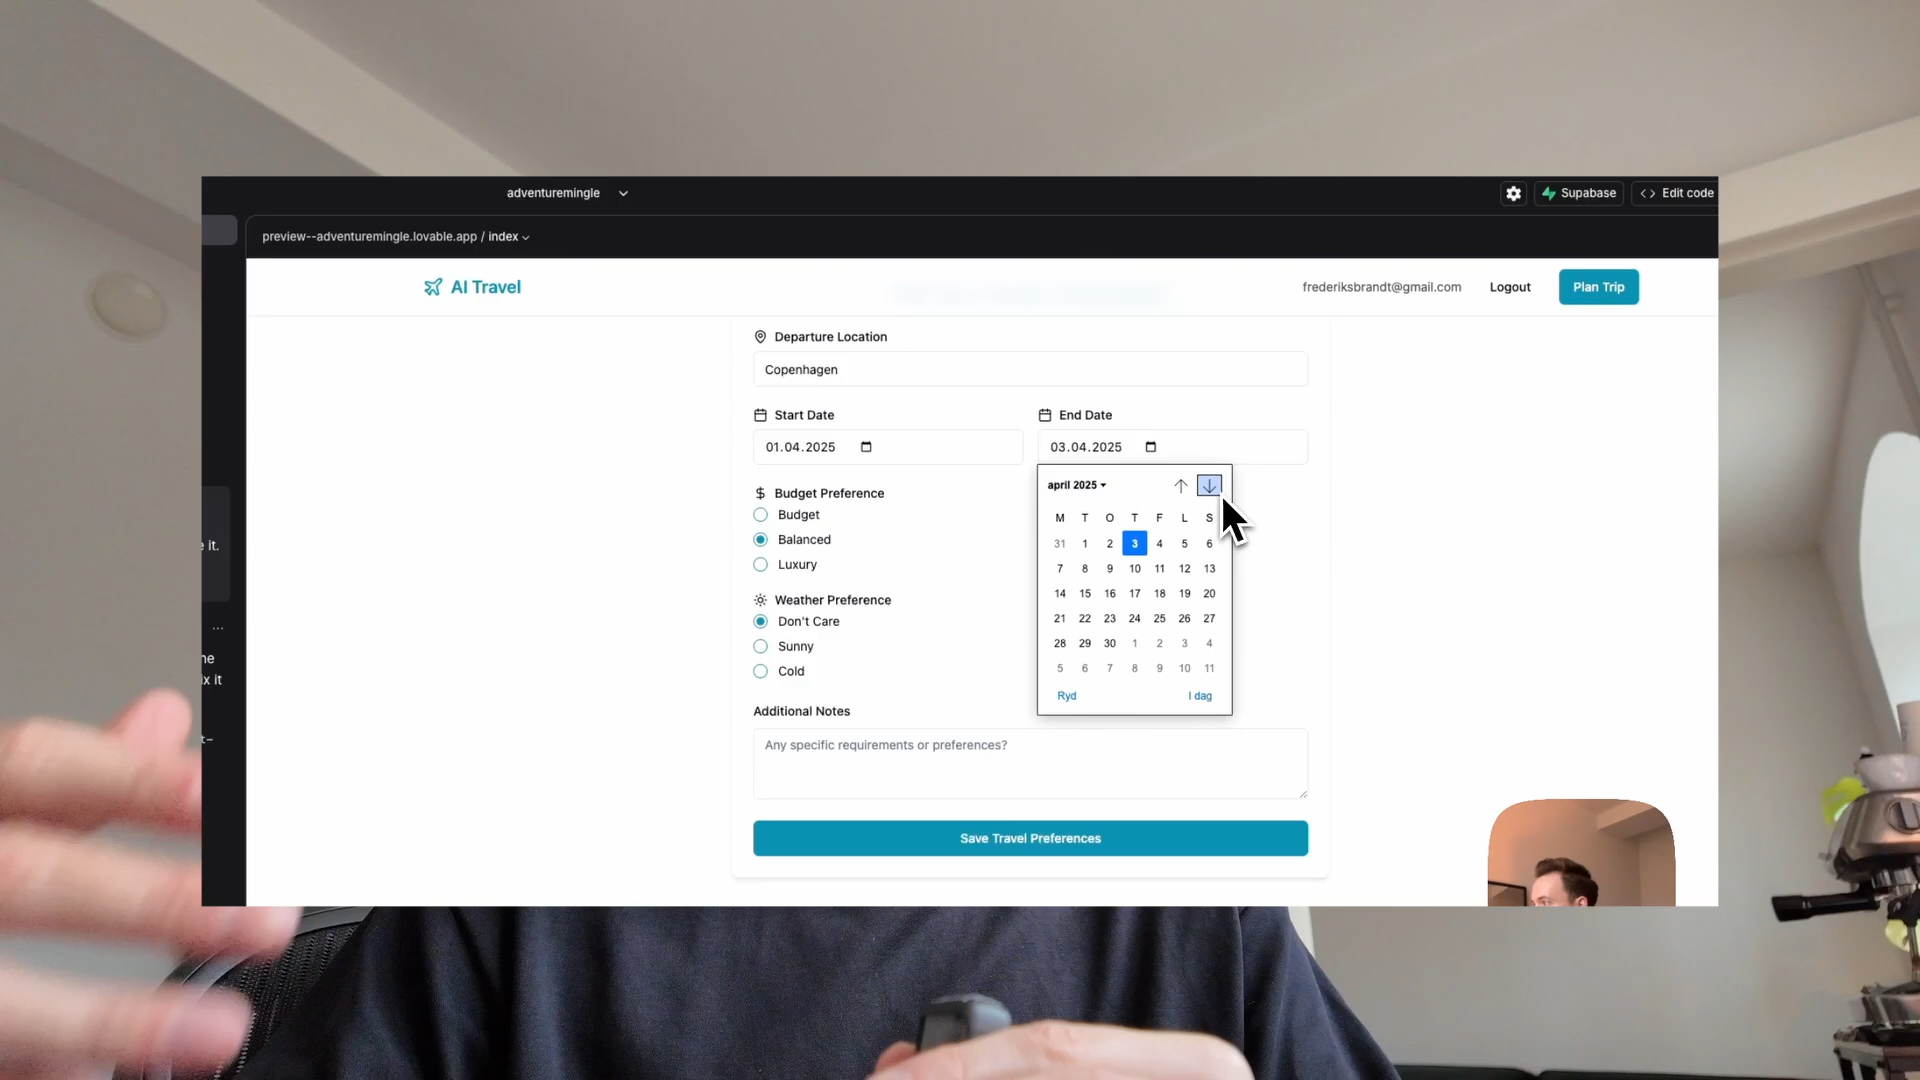 adventuremingle
Supabase
Edit code
preview--adventuremingle.lovable.app / index
AI Travel
frederiksbrandt@gmail.com
Logout
Plan Trip
Departure Location
Copenhagen
Start Date
End Date
01.04.2025
03.04.2025
april 2025
M T O T F L S
31 1 2 3 4 5 6
7 8 9 10 11 12 13
14 15 16 17 18 19 20
21 22 23 24 25 26 27
28 29 30 1 2 3 4
5 6 7 8 9 10 11
Ryd
I dag
Budget Preference
Budget
Balanced
Luxury
Weather Preference
Don't Care
Sunny
Cold
Additional Notes
Any specific requirements or preferences?
Save Travel Preferences
it.
...
x it